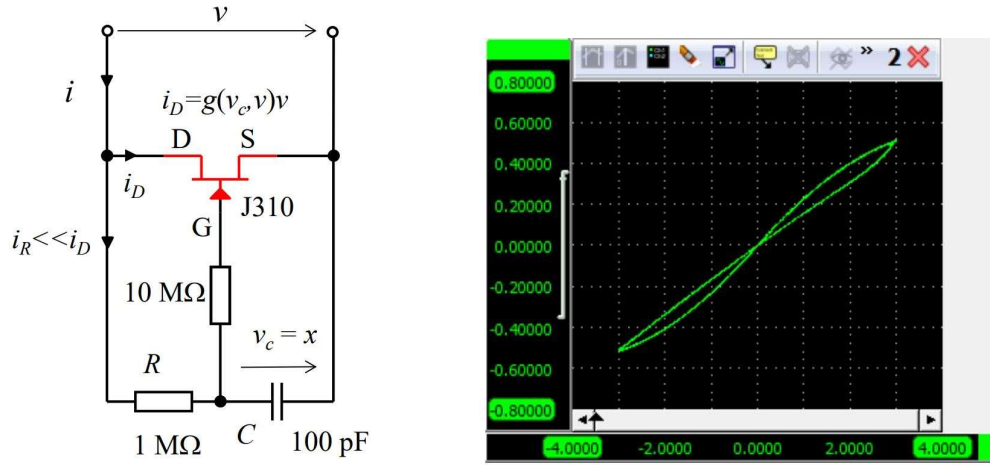 v
i
i_D=g(v_c,v)v
D
S
i_D
J310
G
i_R<<i_D
10 MΩ
v_c = x
R
1 MΩ
C
100 pF
» 2
0.80000
0.60000
0.40000
0.20000
0.00000
-0.20000
-0.40000
-0.60000
-0.80000
-4.0000 -2.0000 0.0000 2.0000 4.0000